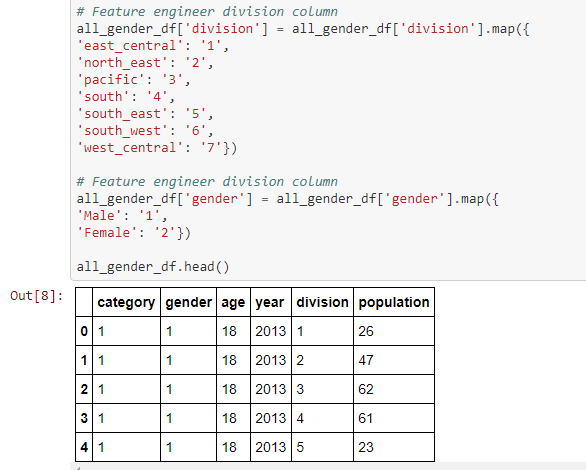 # Feature engineer division column
all_gender_df['division'] = all_gender_df['division'].map({
'east_central': '1',
'north_east': '2',
'pacific': '3',
'south': '4',
'south_east': '5',
'south_west': '6',
'west_central': '7'})
# Feature engineer division column
all_gender_df['gender'] = all_gender_df['gender'].map({
'Male': '1',
'Female': '2'})
all_gender_df.head()
Out[8]:
category gender age year division population
0 1 1 18 2013 1 26
1 1 1 18 2013 2 47
2 1 1 18 2013 3 62
3 1 1 18 2013 4 61
4 1 1 18 2013 5 23